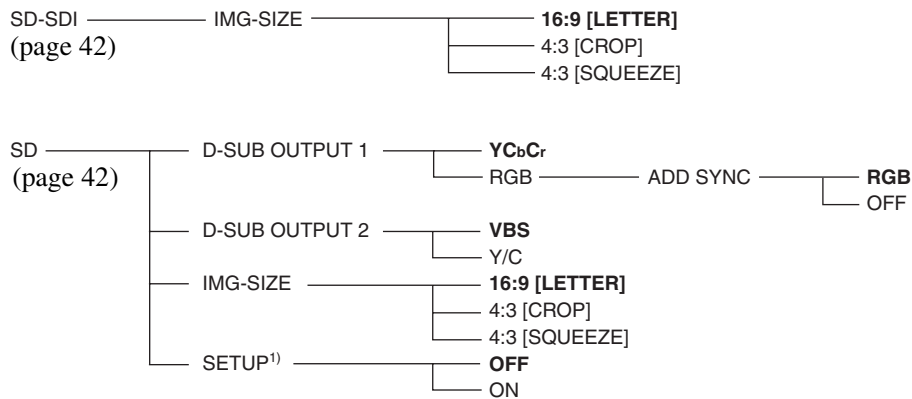 SD-SDI IMG-SIZE 16:9 [LETTER]
(page 42) 4:3 [CROP]
4:3 [SQUEEZE]
SD D-SUB OUTPUT 1 YCbCr
(page 42) RGB ADD SYNC RGB
OFF
D-SUB OUTPUT 2 VBS
Y/C
IMG-SIZE 16:9 [LETTER]
4:3 [CROP]
4:3 [SQUEEZE]
SETUP1) OFF
ON